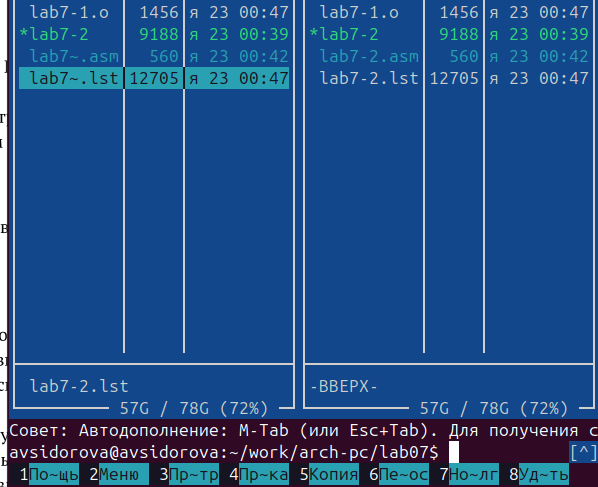 lab7-1.o 1456 я 23 00:47 lab7-1.o 1456 я 23 00:47
*lab7-2 9188 я 23 00:39 *lab7-2 9188 я 23 00:39
lab7~.asm 560 я 23 00:42 lab7-2.asm 560 я 23 00:42
lab7~.lst 12705 я 23 00:47 lab7-2.lst 12705 я 23 00:47
lab7-2.lst -ВВЕРХ-
57G / 78G (72%) 57G / 78G (72%)
Совет: Автодополнение: M-Tab (или Esc+Tab). Для получения с
avsidorova@avsidorova:~/work/arch-pc/lab07$ [^]
1По~щь 2Меню 3Пр~тр 4Пр~ка 5Копия 6Пе~ос 7Но~лг 8Уд~ть